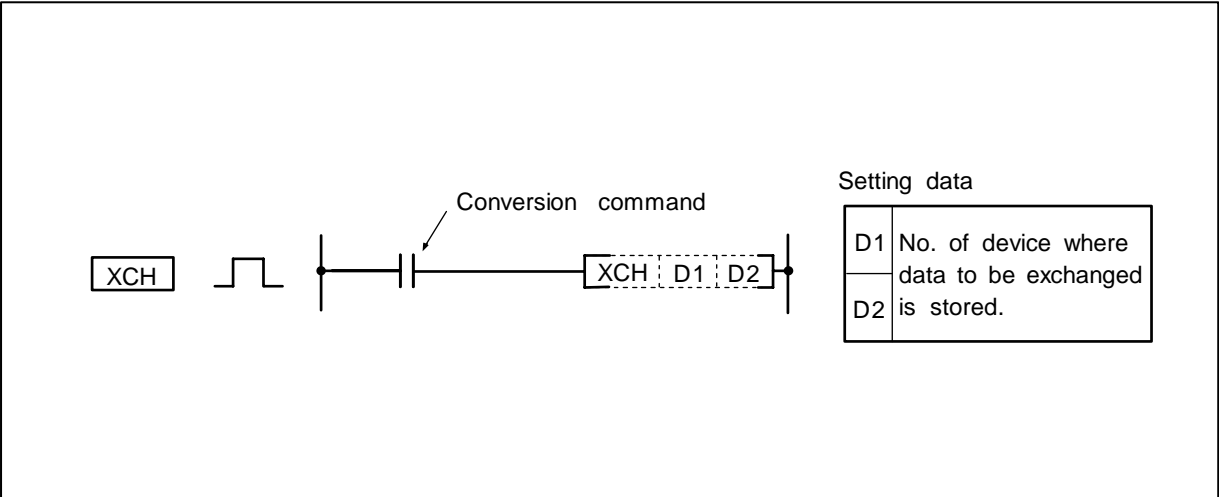 Conversion command
XCH
XCH D1 D2
Setting data
D1
D2
No. of device where
data to be exchanged
is stored.